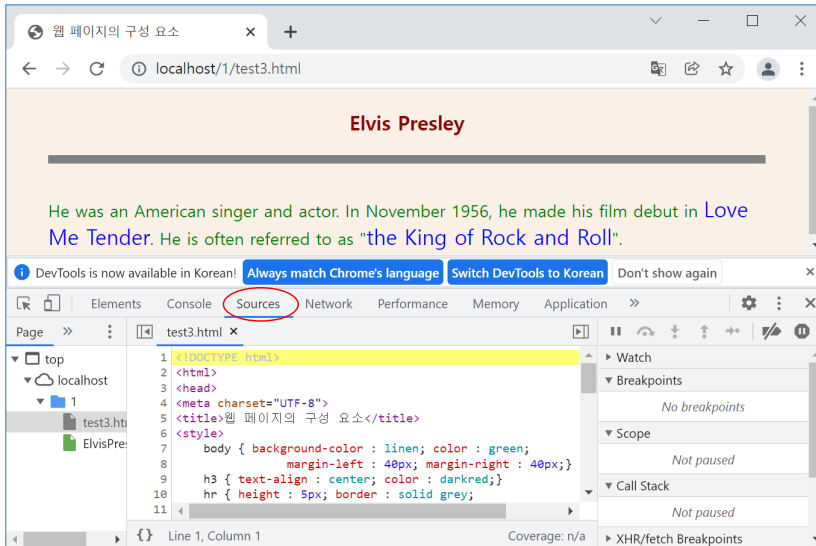 웹 페이지의 구성 요소
localhost/1/test3.html
Elvis Presley
He was an American singer and actor. In November 1956, he made his film debut in Love
Me Tender. He is often referred to as "the King of Rock and Roll".
DevTools is now available in Korean! Always match Chrome's language Switch DevTools to Korean Don't show again
Elements Console Sources Network Performance Memory Application
Page test3.html
top
localhost
1
test3.ht
ElvisPre
1 <!DOCTYPE html>
2 <html>
3 <head>
4 <meta charset="UTF-8">
5 <title>웹 페이지의 구성 요소</title>
6 <style>
7 body { background-color : linen; color : green;
8 margin-left : 40px; margin-right : 40px;}
9 h3 { text-align : center; color : darkred;}
10 hr { height : 5px; border : solid grey;
11
{} Line 1, Column 1 Coverage: n/a
Watch
Breakpoints
No breakpoints
Scope
Not paused
Call Stack
Not paused
XHR/fetch Breakpoints